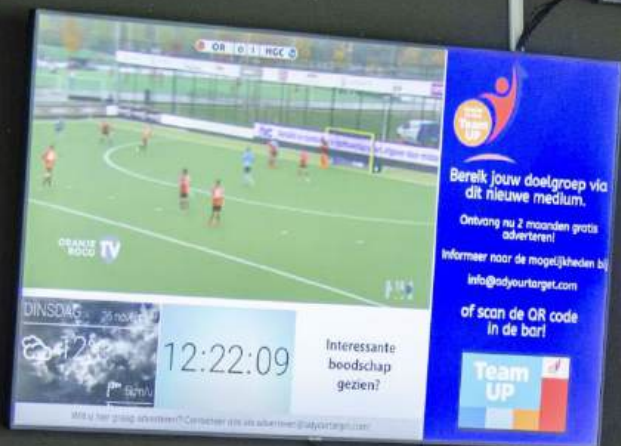 OR 0 1 HGC
ORANJE
ROOD TV
Team
UP
Bereik jouw doelgroep via
dit nieuwe medium.
Ontvang nu 2 maanden gratis
adverteren!
Informeer naar de mogelijkheden bij
info@adyourtarget.com
of scan de QR code
in de bar!
Team
UP
DINSDAG
12:22:09
Interessante
boodschap
gezien?